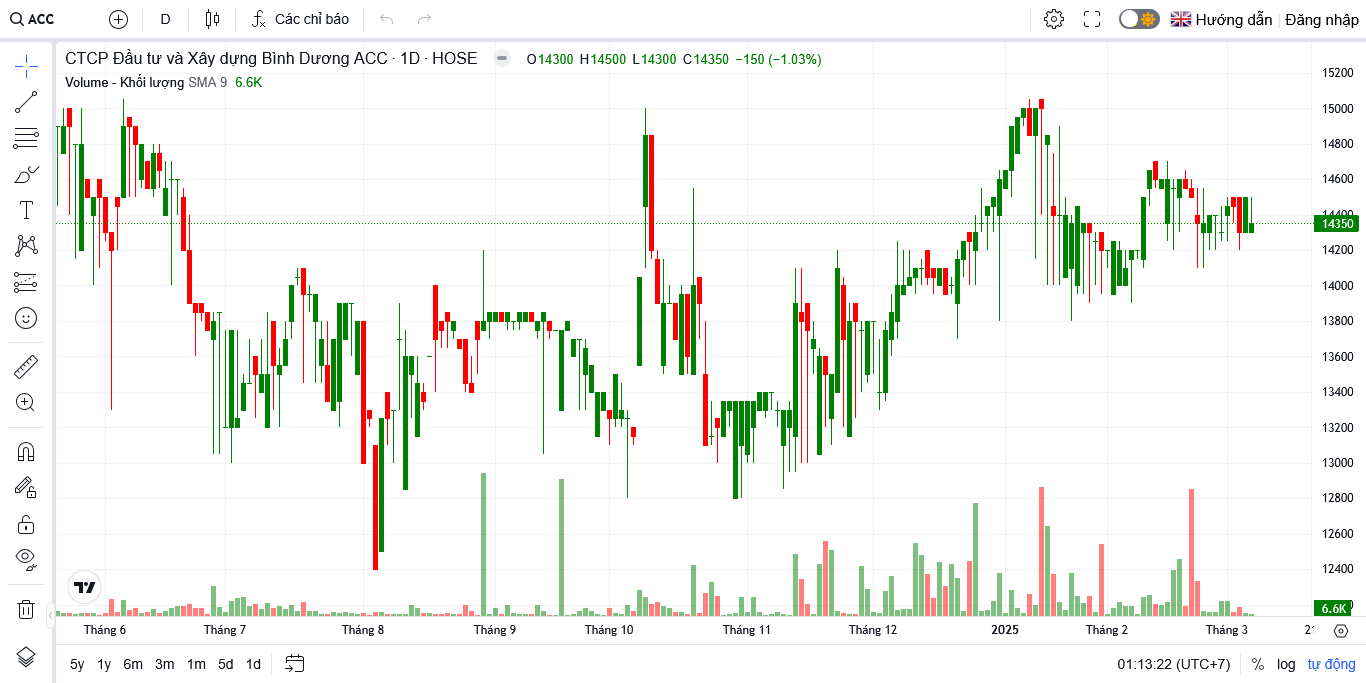 ACC
D
Các chỉ báo
Hướng dẫn
Đăng nhập
CTCP Đầu tư và Xây dựng Bình Dương ACC · 1D · HOSE
O14300 H14500 L14300 C14350 −150 (−1.03%)
Volume - Khối lượng SMA 9 6.6K
15200
15000
14800
14600
14400
14350
14200
14000
13800
13600
13400
13200
13000
12800
12600
12400
6.6K
Tháng 6 Tháng 7 Tháng 8 Tháng 9 Tháng 10 Tháng 11 Tháng 12 2025 Tháng 2 Tháng 3
5y 1y 6m 3m 1m 5d 1d
01:13:22 (UTC+7) % log tự động